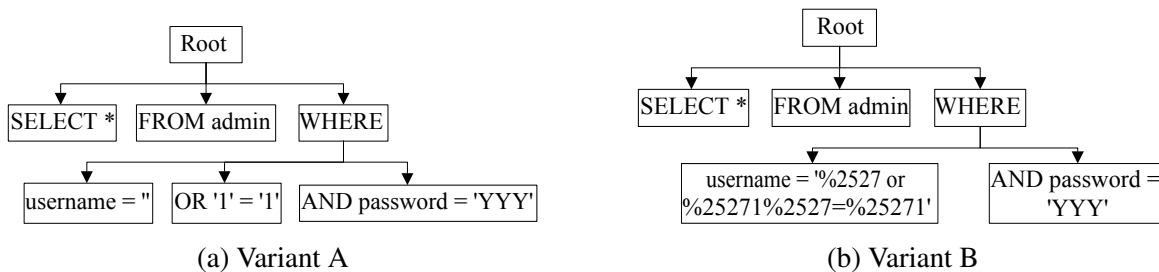 Root
SELECT *
FROM admin
WHERE
username = ''
OR '1' = '1'
AND password = 'YYY'
(a) Variant A
Root
SELECT *
FROM admin
WHERE
username = '%2527 or
%25271%2527=%25271'
AND password =
'YYY'
(b) Variant B